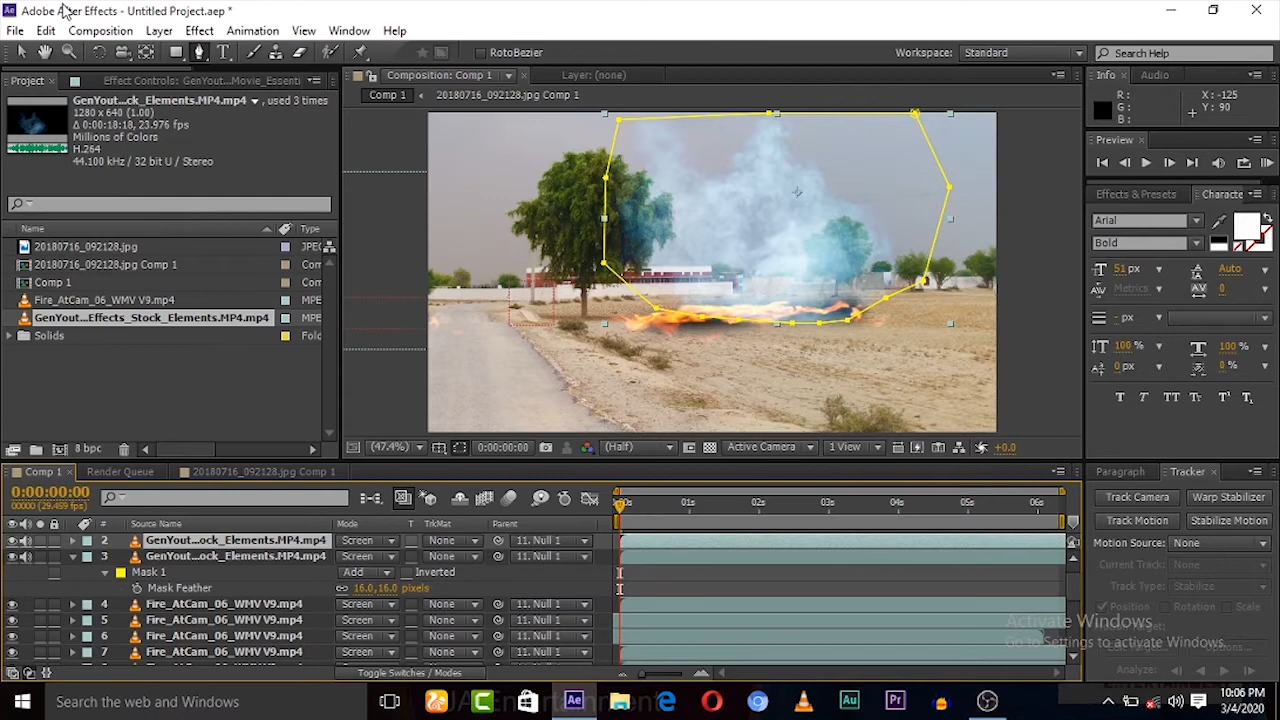 Adobe After Effects - Untitled Project.aep *
File Edit Composition Layer Effect Animation View Window Help
RotoBezier Workspace: Standard Search Help
Project Effect Controls: GenYout...Movie_Essenti Composition: Comp 1 Layer: (none) Info Audio
GenYout...ck_Elements.MP4.mp4 , used 3 times
1280 x 640 (1.00)
Δ 0:00:18:18, 23.976 fps
Millions of Colors
H.264
44.100 kHz / 32 bit U / Stereo
Comp 1 20180716_092128.jpg Comp 1
R : X : -125
G : Y : 90
B :
Preview
Effects & Presets Characte
Arial
Bold
51 px Auto
Metrics 0
- px
100 % 100 %
0 px 0 %
T T TT Tr T¹ T₁
Name Type
20180716_092128.jpg JPEG
20180716_092128.jpg Comp 1 Com
Comp 1 Com
Fire_AtCam_06_WMV V9.mp4 MPE
GenYout...Effects_Stock_Elements.MP4.mp4 MPE
Solids Fold
8 bpc
(47.4%) 0:00:00:00 (Half) Active Camera 1 View +0.0
Comp 1 Render Queue 20180716_092128.jpg Comp 1
0:00:00:00
00000 (29.459 fps)
# Source Name Mode T TrkMat Parent
01s 02s 03s 04s 05s 06s
2 GenYout...ock_Elements.MP4.mp4 Screen None 11. Null 1
3 GenYout...ock_Elements.MP4.mp4 Screen None 11. Null 1
Mask 1 Add Inverted
Mask Feather 16.0,16.0 pixels
4 Fire_AtCam_06_WMV V9.mp4 Screen None 11. Null 1
5 Fire_AtCam_06_WMV V9.mp4 Screen None 11. Null 1
6 Fire_AtCam_06_WMV V9.mp4 Screen None 11. Null 1
7 Fire_AtCam_06_WMV V9.mp4 Screen None 11. Null 1
Toggle Switches / Modes
Paragraph Tracker
Track Camera Warp Stabilizer
Track Motion Stabilize Motion
Motion Source: None
Current Track: None
Track Type: Stabilize
Position Rotation Scale
Activate Windows
Go to Settings to activate Windows.
Analyze:
Search the web and Windows
JA Entertainment
10:06 PM
3/4/2020